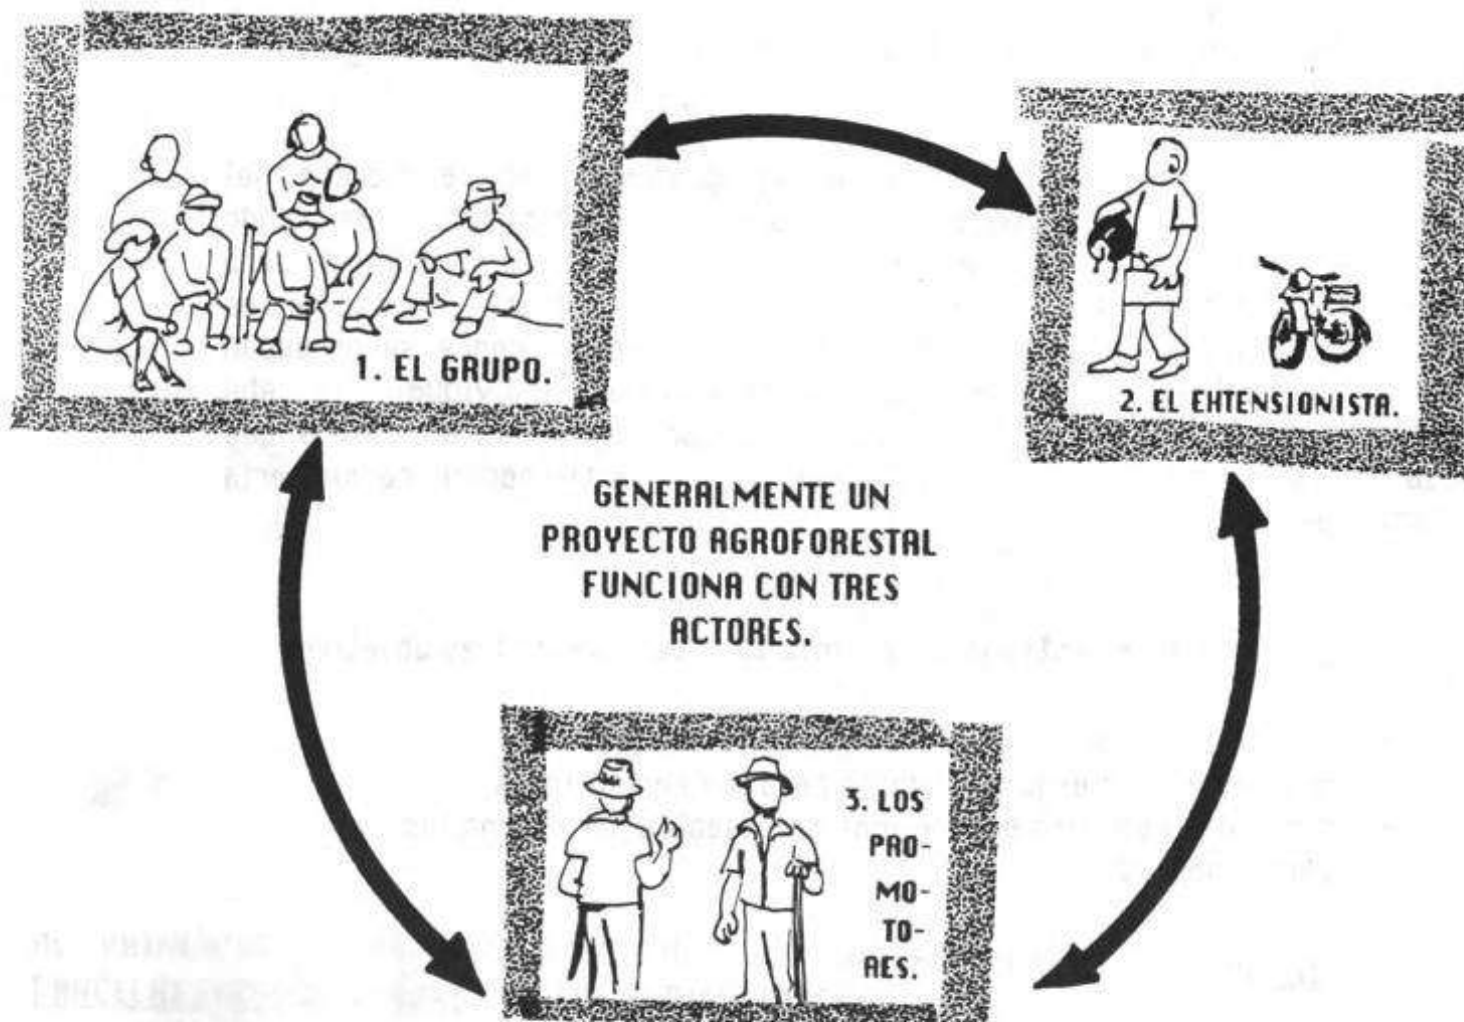 1. EL GRUPO.
2. EL EXTENSIONISTA.
GENERALMENTE UN
PROYECTO AGROFORESTAL
FUNCIONA CON TRES
ACTORES.
3. LOS
PRO-
MO-
TO-
RES.